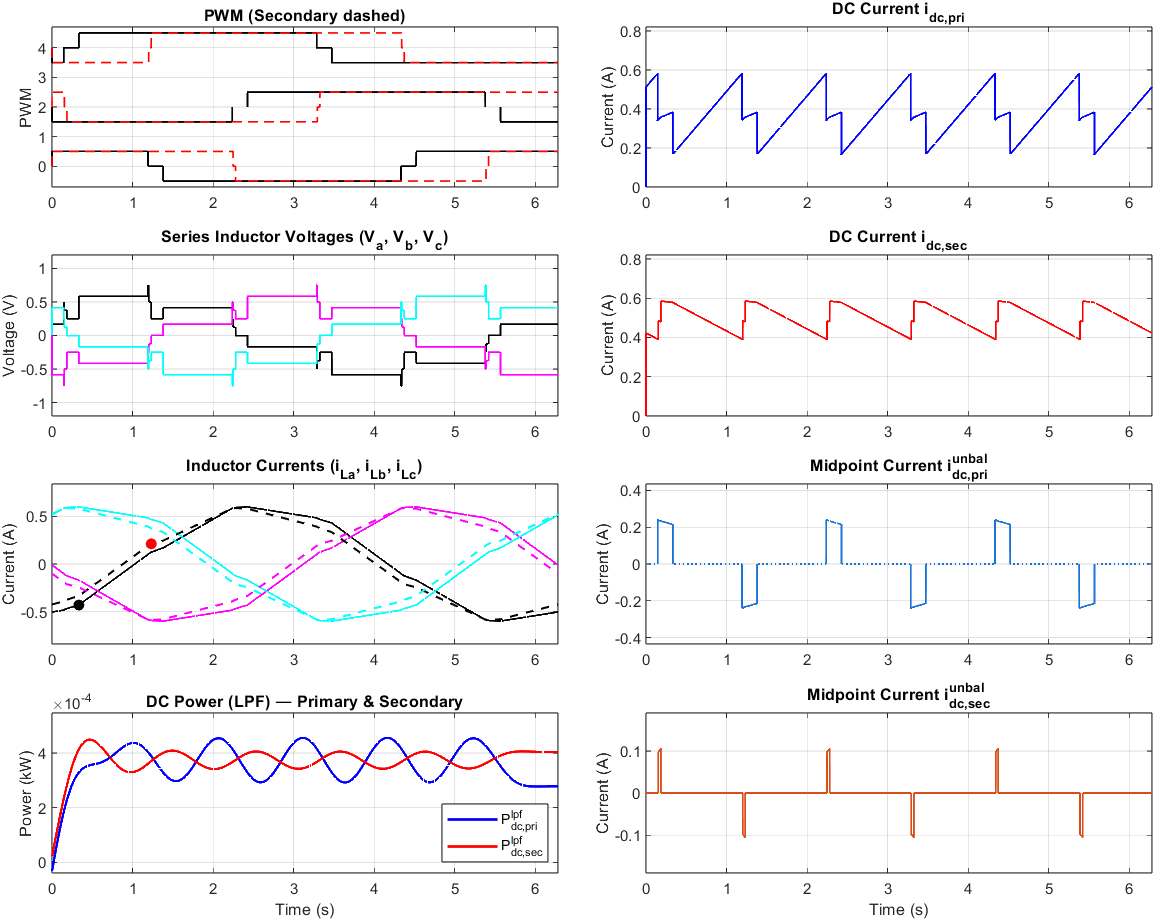 PWM (Secondary dashed)
PWM
4
3
2
1
0
0 1 2 3 4 5 6
DC Current i_dc,pri
Current (A)
0.8
0.6
0.4
0.2
0
0 1 2 3 4 5 6
Series Inductor Voltages (V_a, V_b, V_c)
Voltage (V)
1
0.5
0
-0.5
-1
0 1 2 3 4 5 6
DC Current i_dc,sec
Current (A)
0.8
0.6
0.4
0.2
0
0 1 2 3 4 5 6
Inductor Currents (i_La, i_Lb, i_Lc)
Current (A)
0.5
0
-0.5
0 1 2 3 4 5 6
Midpoint Current i^unbal_dc,pri
Current (A)
0.4
0.2
0
-0.2
-0.4
0 1 2 3 4 5 6
DC Power (LPF) — Primary & Secondary
×10^-4
Power (kW)
4
2
0
P^lpf_dc,pri
P^lpf_dc,sec
0 1 2 3 4 5 6
Time (s)
Midpoint Current i^unbal_dc,sec
Current (A)
0.1
0
-0.1
0 1 2 3 4 5 6
Time (s)